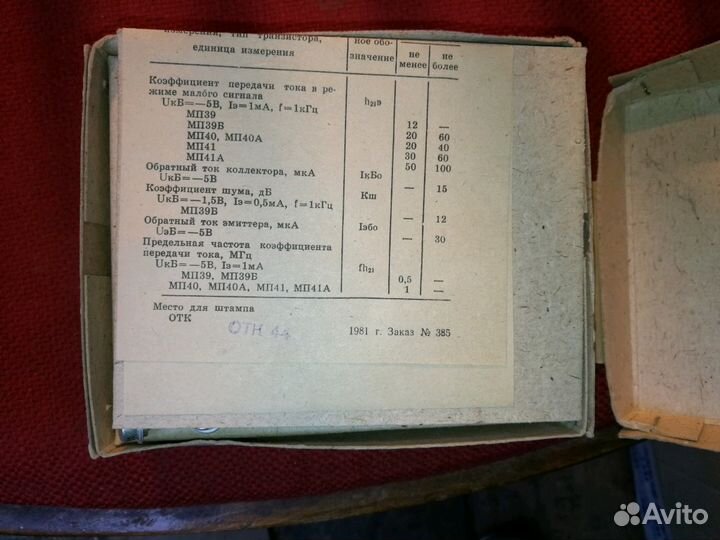 измерения, тип транзистора,
единица измерения
ное обо-
значение
не
менее
не
более
Коэффициент передачи тока в ре-
жиме малого сигнала
UкБ=—5В, Iэ=1мА, f=1кГц
h₂₁э
МП39 12 —
МП39Б 20 60
МП40, МП40А 20 40
МП41 30 60
МП41А 50 100
Обратный ток коллектора, мкА
UкБ=—5В
IкБо
— 15
Коэффициент шума, дБ
UкБ=—1,5В, Iэ=0,5мА, f=1кГц
Кш
МП39Б — 12
Обратный ток эмиттера, мкА
UэБ=—5В
Iэбо
— 30
Предельная частота коэффициента
передачи тока, МГц
UкБ=—5В, Iэ=1мА
fh₂₁
МП39, МП39Б 0,5 —
МП40, МП40А, МП41, МП41А 1 —
Место для штампа
ОТК
ОТН 44
1981 г. Заказ № 385
Avito